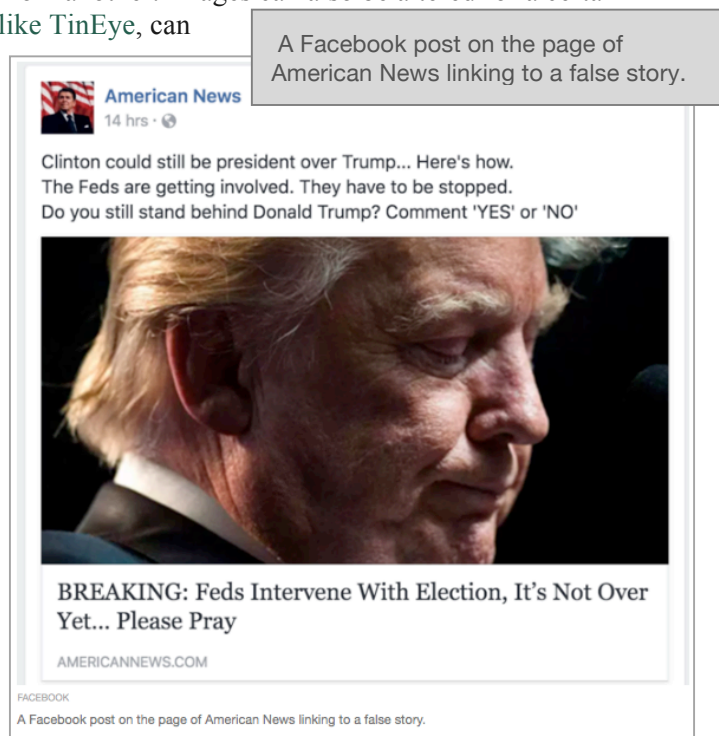 like TinEye, can
A Facebook post on the page of
American News linking to a false story.
American News
14 hrs ·
Clinton could still be president over Trump... Here's how.
The Feds are getting involved. They have to be stopped.
Do you still stand behind Donald Trump? Comment 'YES' or 'NO'
BREAKING: Feds Intervene With Election, It's Not Over
Yet... Please Pray
AMERICANNEWS.COM
FACEBOOK
A Facebook post on the page of American News linking to a false story.